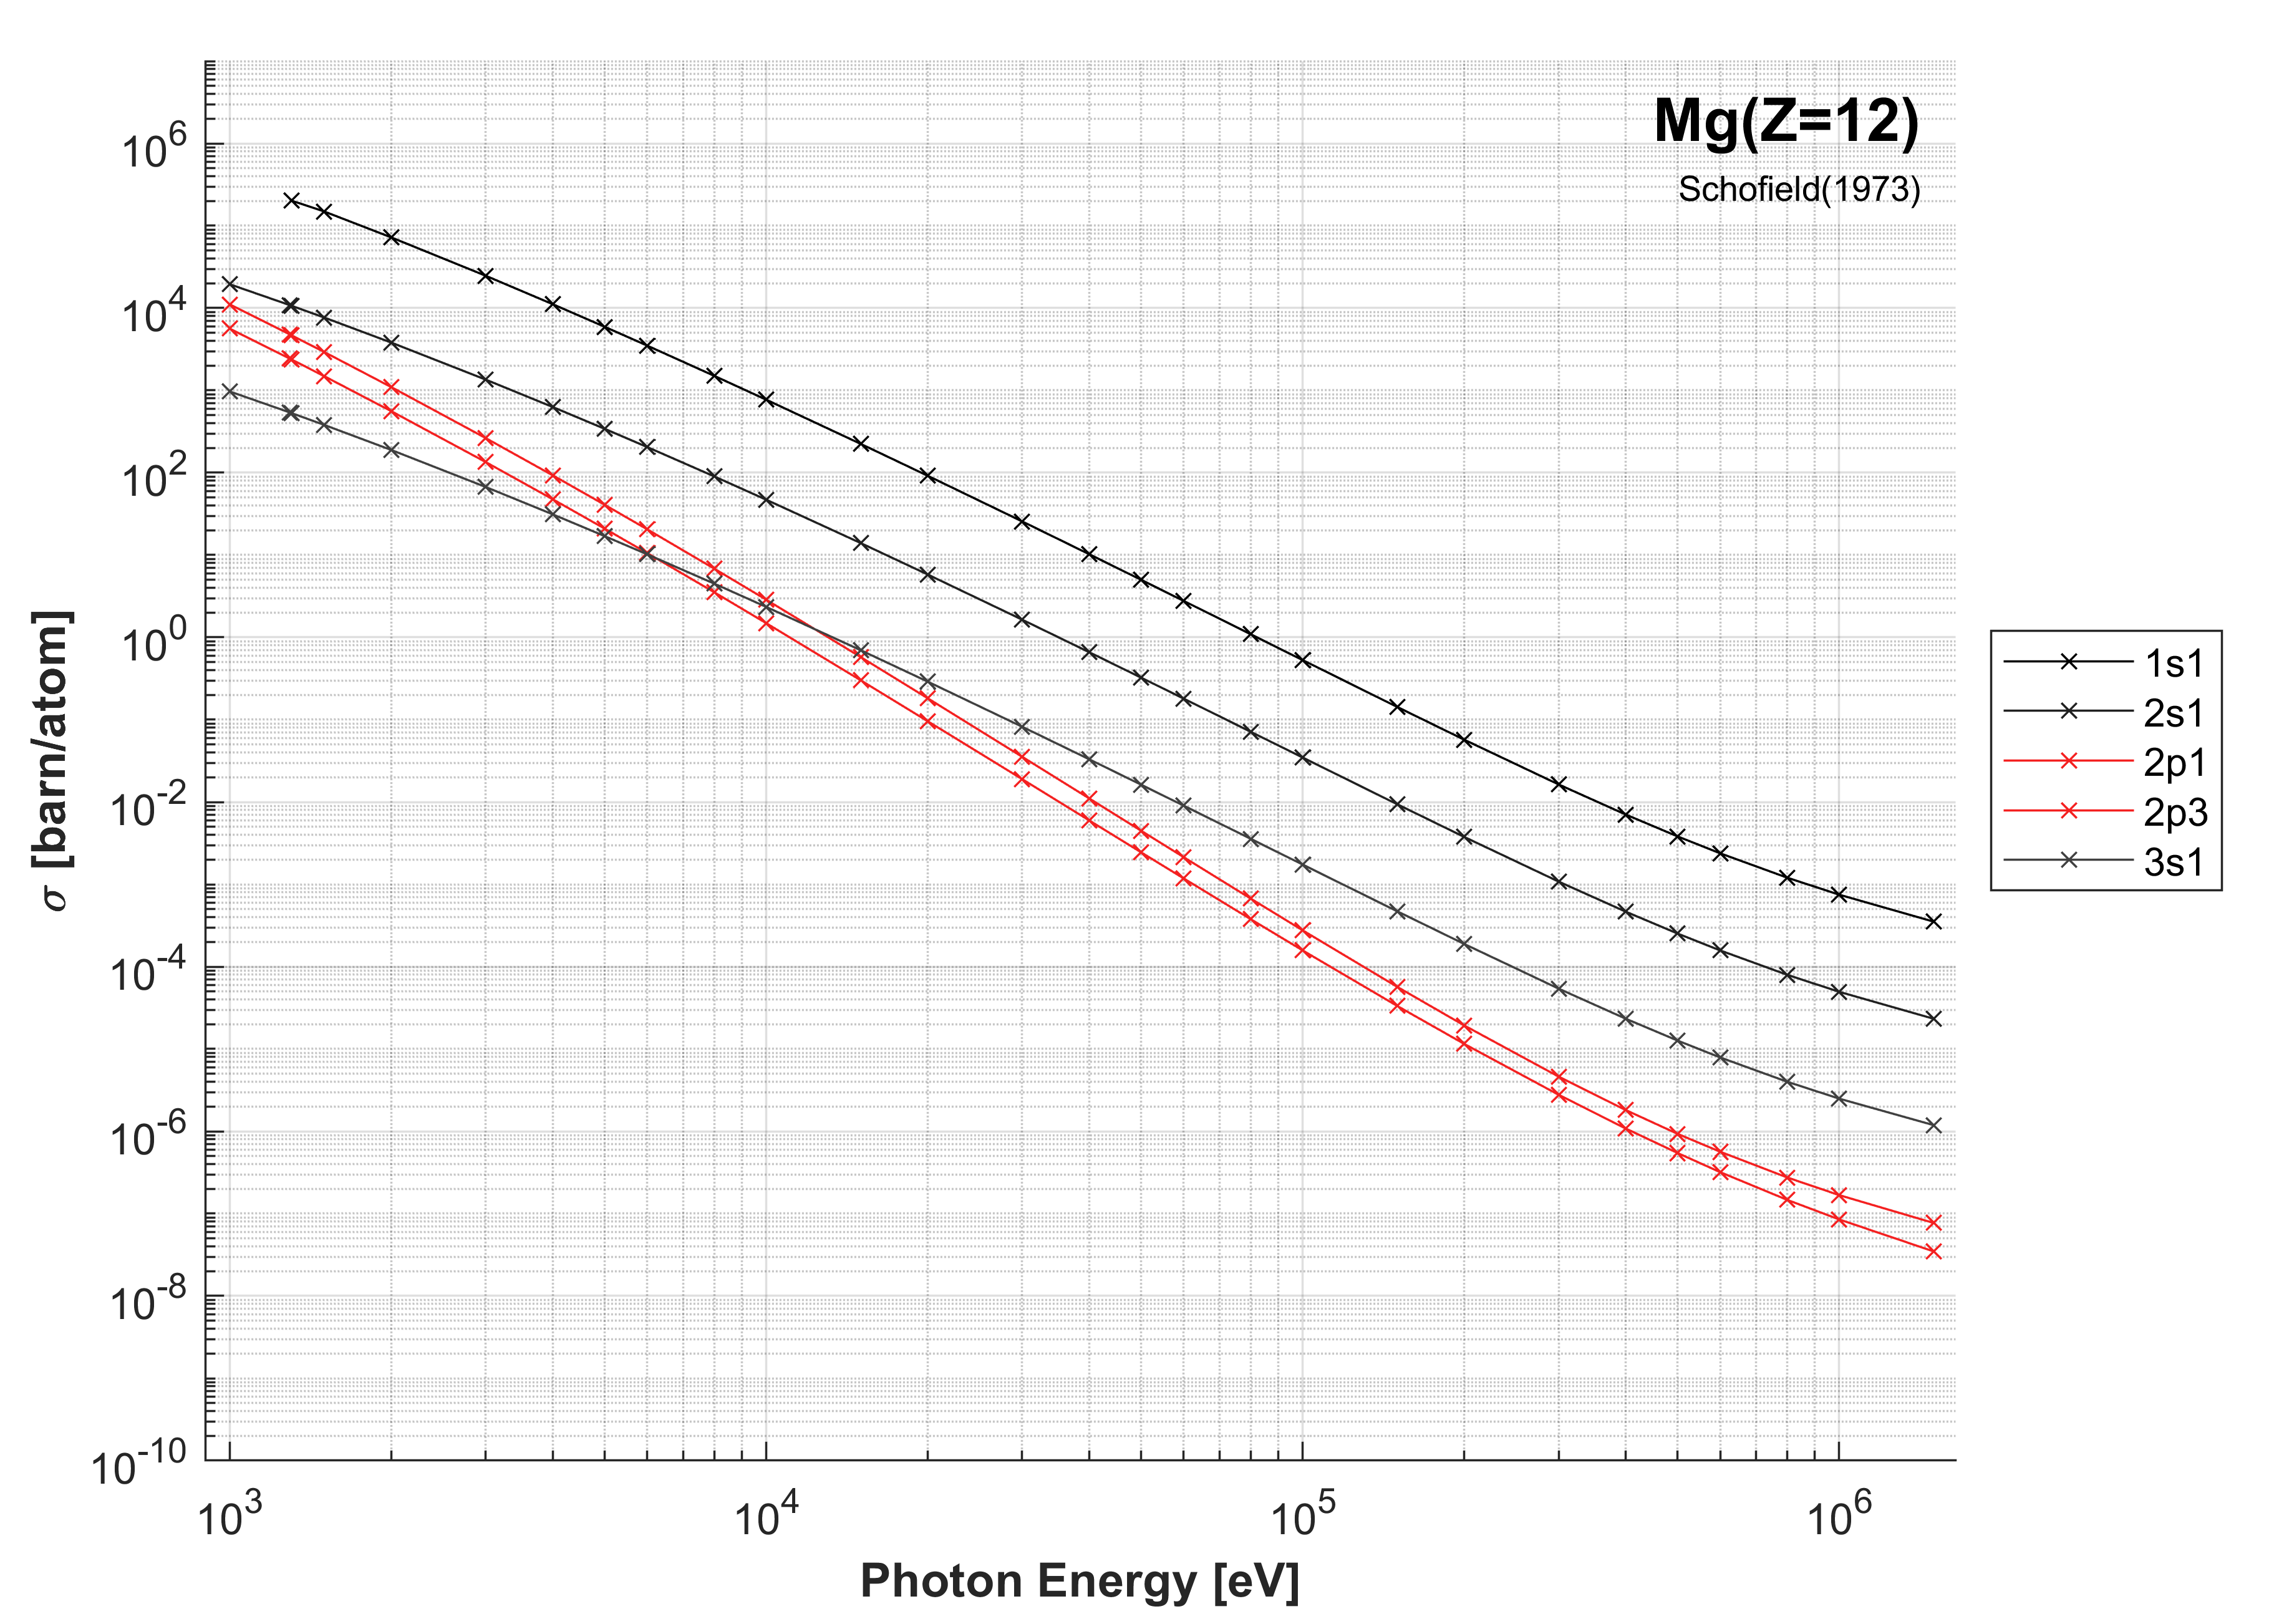 Mg(Z=12)
Schofield(1973)
10^6
10^4
10^2
10^0
10^-2
10^-4
10^-6
10^-8
10^-10
σ [barn/atom]
10^3 10^4 10^5 10^6
Photon Energy [eV]
1s1
2s1
2p1
2p3
3s1